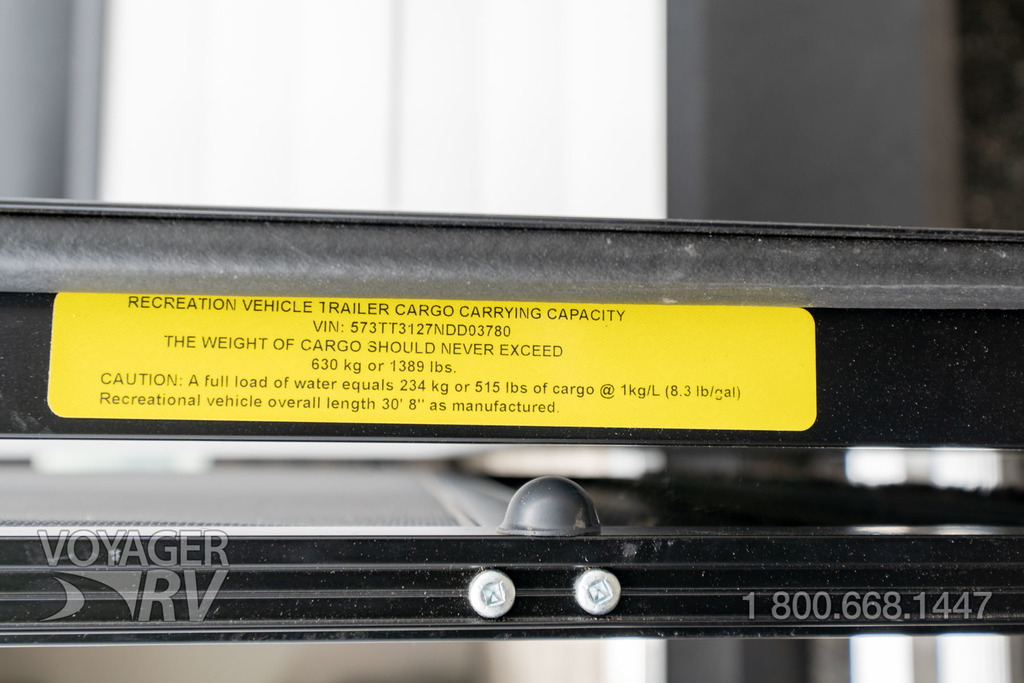 RECREATION VEHICLE TRAILER CARGO CARRYING CAPACITY
VIN: 573TT3127NDD03780
THE WEIGHT OF CARGO SHOULD NEVER EXCEED
630 kg or 1389 lbs.
CAUTION: A full load of water equals 234 kg or 515 lbs of cargo @ 1kg/L (8.3 lb/gal)
Recreational vehicle overall length 30' 8" as manufactured.
VOYAGER
RV
1 800.668.1447